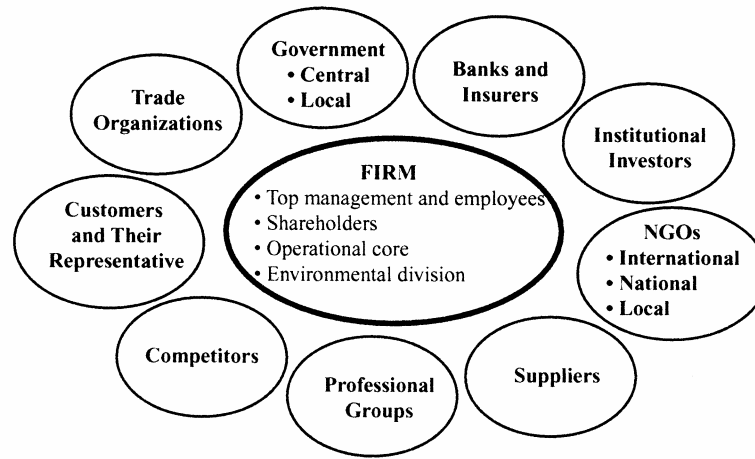 Government
• Central
• Local
Banks and
Insurers
Trade
Organizations
Institutional
Investors
FIRM
• Top management and employees
• Shareholders
• Operational core
• Environmental division
Customers
and Their
Representative
NGOs
• International
• National
• Local
Competitors
Professional
Groups
Suppliers